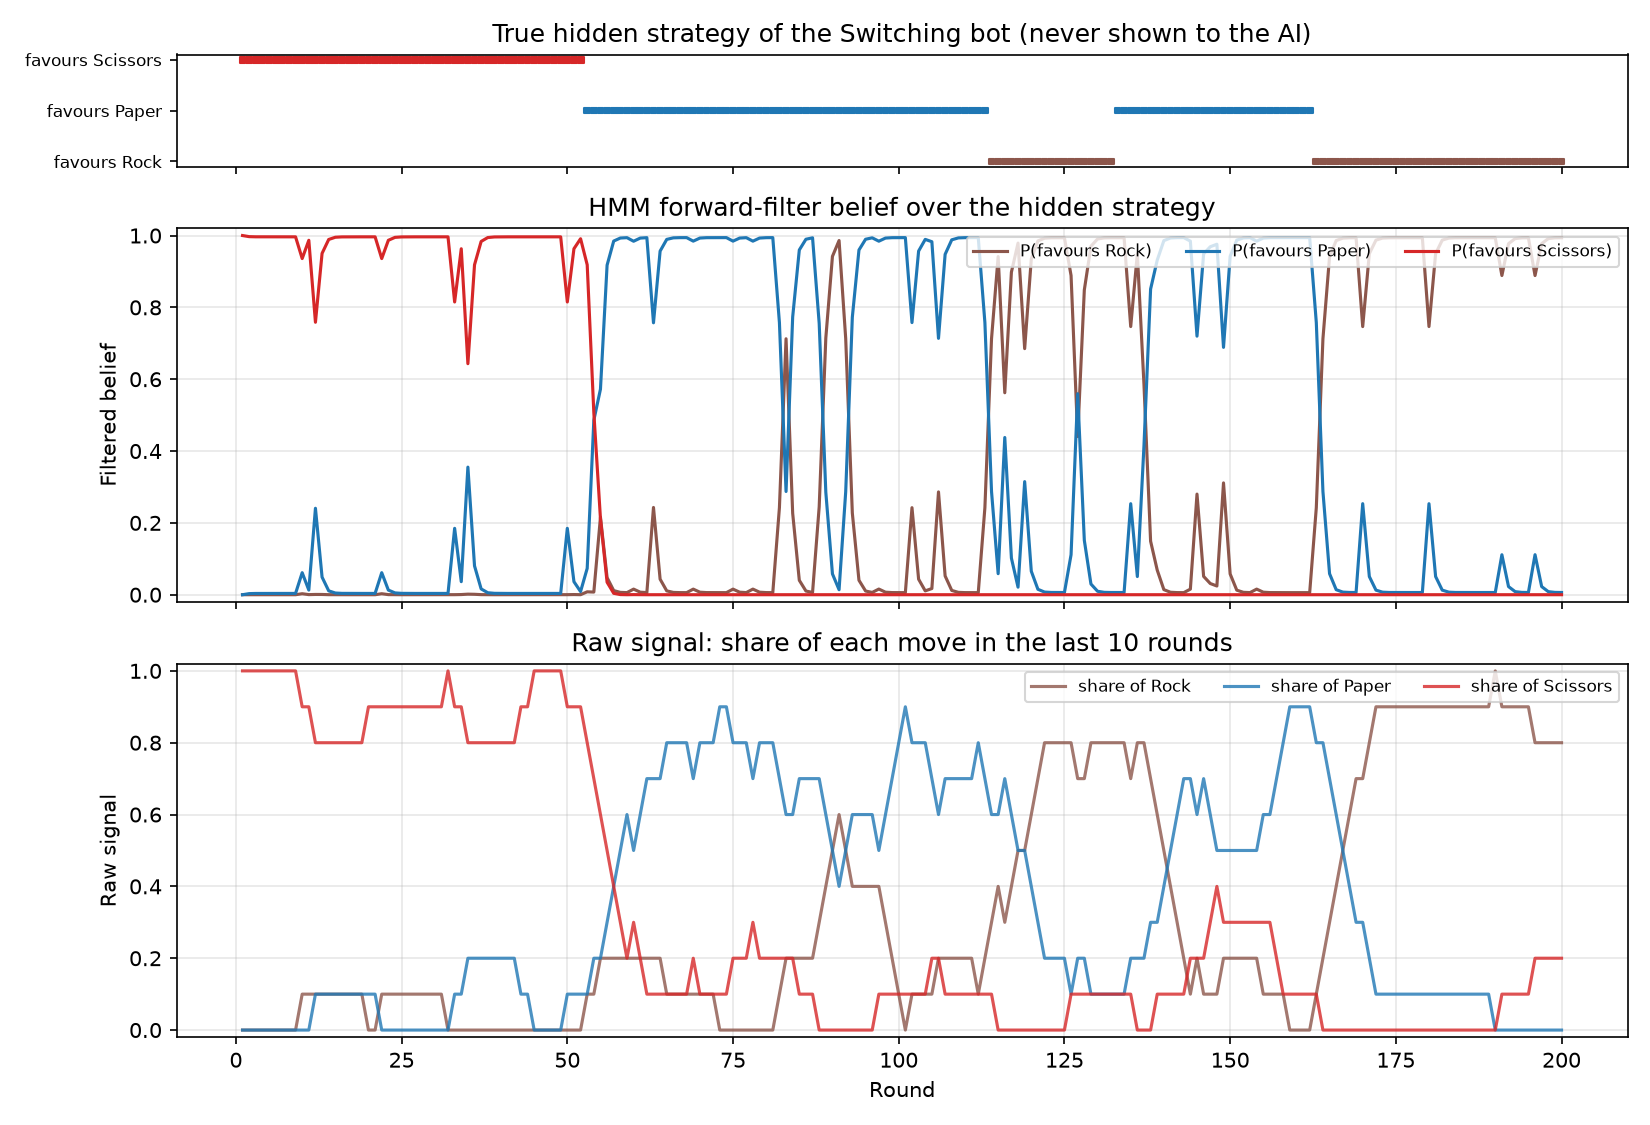 True hidden strategy of the Switching bot (never shown to the AI)
favours Scissors
favours Paper
favours Rock
HMM forward-filter belief over the hidden strategy
Filtered belief
1.0
0.8
0.6
0.4
0.2
0.0
P(favours Rock) P(favours Paper) P(favours Scissors)
Raw signal: share of each move in the last 10 rounds
Raw signal
1.0
0.8
0.6
0.4
0.2
0.0
share of Rock share of Paper share of Scissors
0 25 50 75 100 125 150 175 200
Round